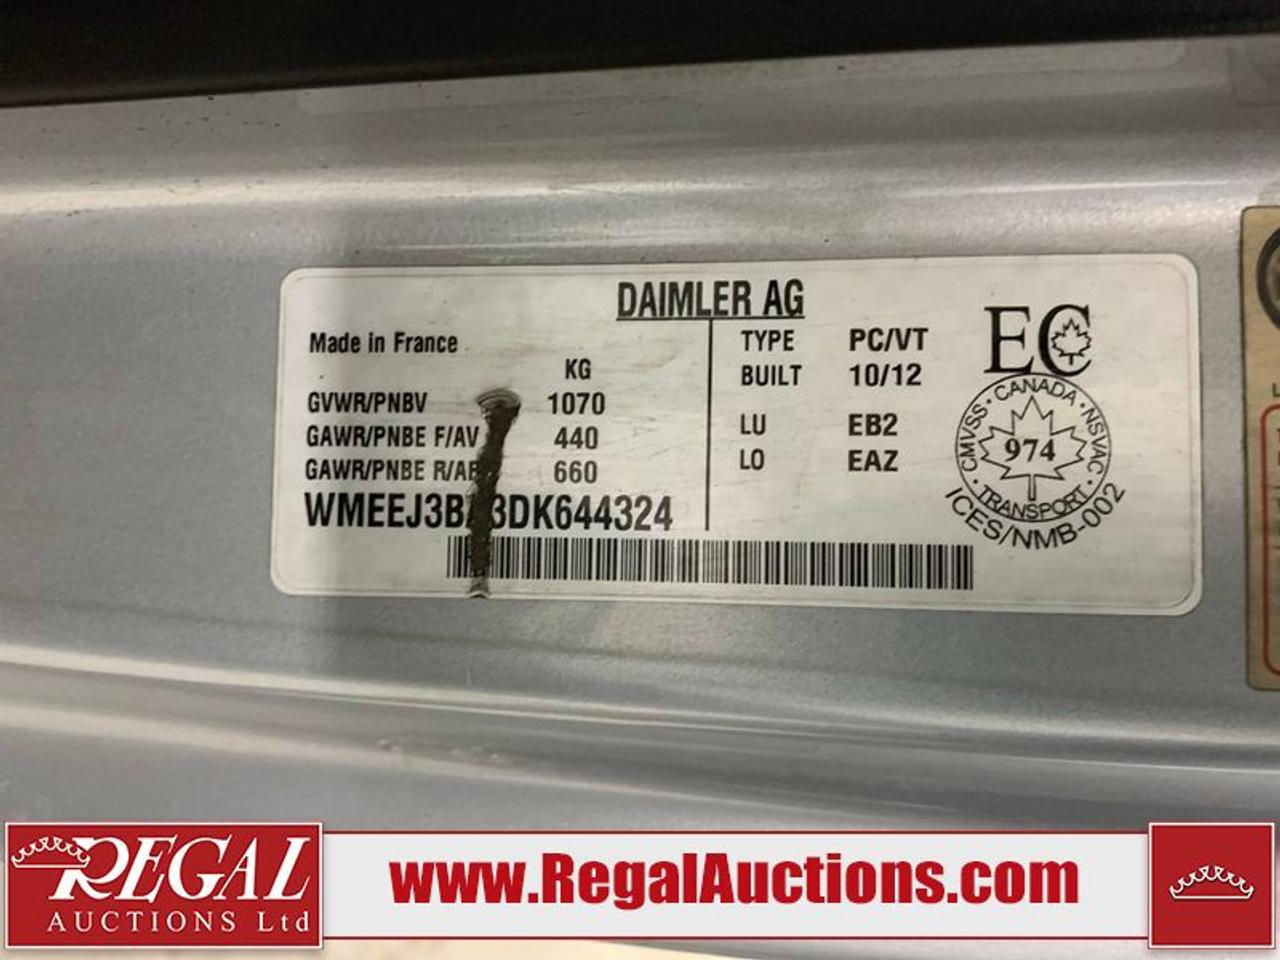 DAIMLER AG
Made in France
KG
GVWR/PNBV 1070
GAWR/PNBE F/AV 440
GAWR/PNBE 660
3DK644324
TYPE PC/VT
BUILT 10/12
LU EB2
LO EAZ
EC
CMVSS · CANADA · NSVAC · TRANSPORT ·
974
ICES/NMB-002
REGAL
AUCTIONS Ltd
www.RegalAuctions.com